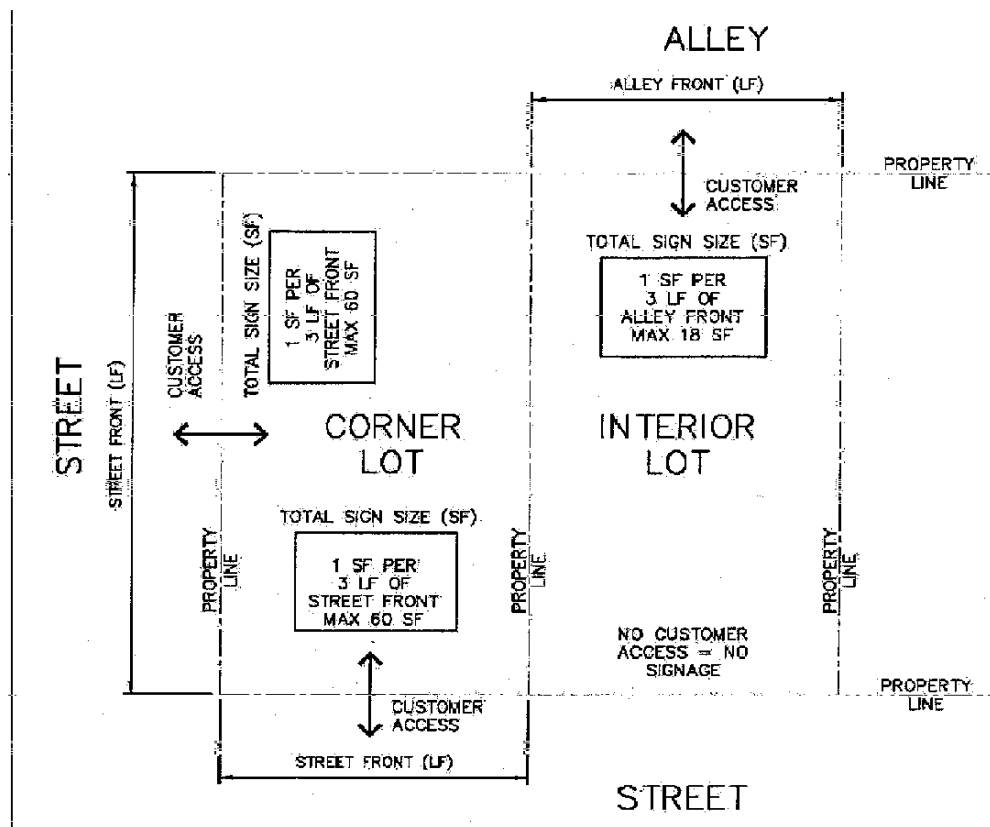 ALLEY
ALLEY FRONT (LF)
PROPERTY
LINE
CUSTOMER
ACCESS
TOTAL SIGN SIZE (SF)
1 SF PER
3 LF OF
ALLEY FRONT
MAX 18 SF
TOTAL SIGN SIZE (SF)
1 SF PER
3 LF OF
STREET FRONT
MAX 60 SF
CUSTOMER
ACCESS
STREET
STREET FRONT (LF)
CORNER
LOT
INTERIOR
LOT
TOTAL SIGN SIZE (SF)
1 SF PER
3 LF OF
STREET FRONT
MAX 60 SF
PROPERTY
LINE
PROPERTY
LINE
PROPERTY
LINE
NO CUSTOMER
ACCESS = NO
SIGNAGE
PROPERTY
LINE
CUSTOMER
ACCESS
STREET FRONT (LF)
STREET